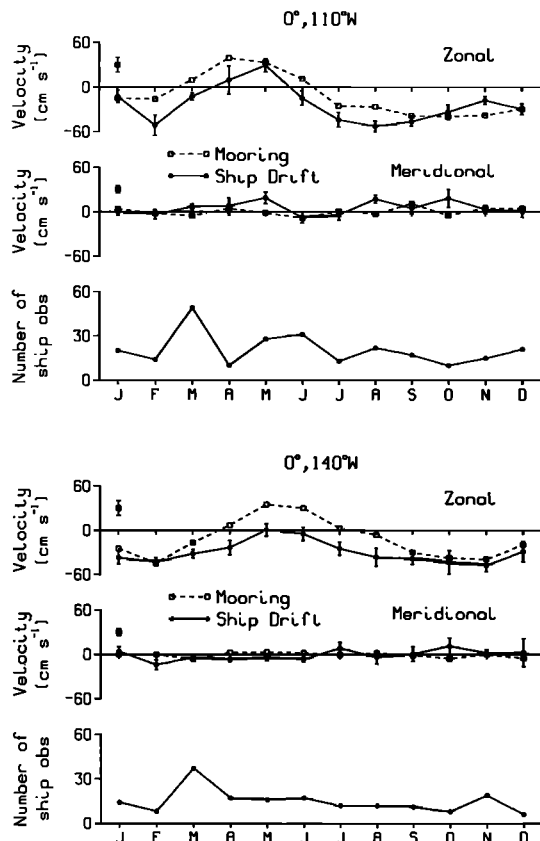 0°,110°W
60
0
-60
Velocity
(cm s⁻¹)
Zonal
Mooring
Ship Drift
60
0
-60
Velocity
(cm s⁻¹)
Meridional
60
30
0
Number of
ship obs
J F M A M J J A S O N D
0°,140°W
60
0
-60
Velocity
(cm s⁻¹)
Zonal
Mooring
Ship Drift
60
0
-60
Velocity
(cm s⁻¹)
Meridional
60
30
0
Number of
ship obs
J F M A M J J A S O N D